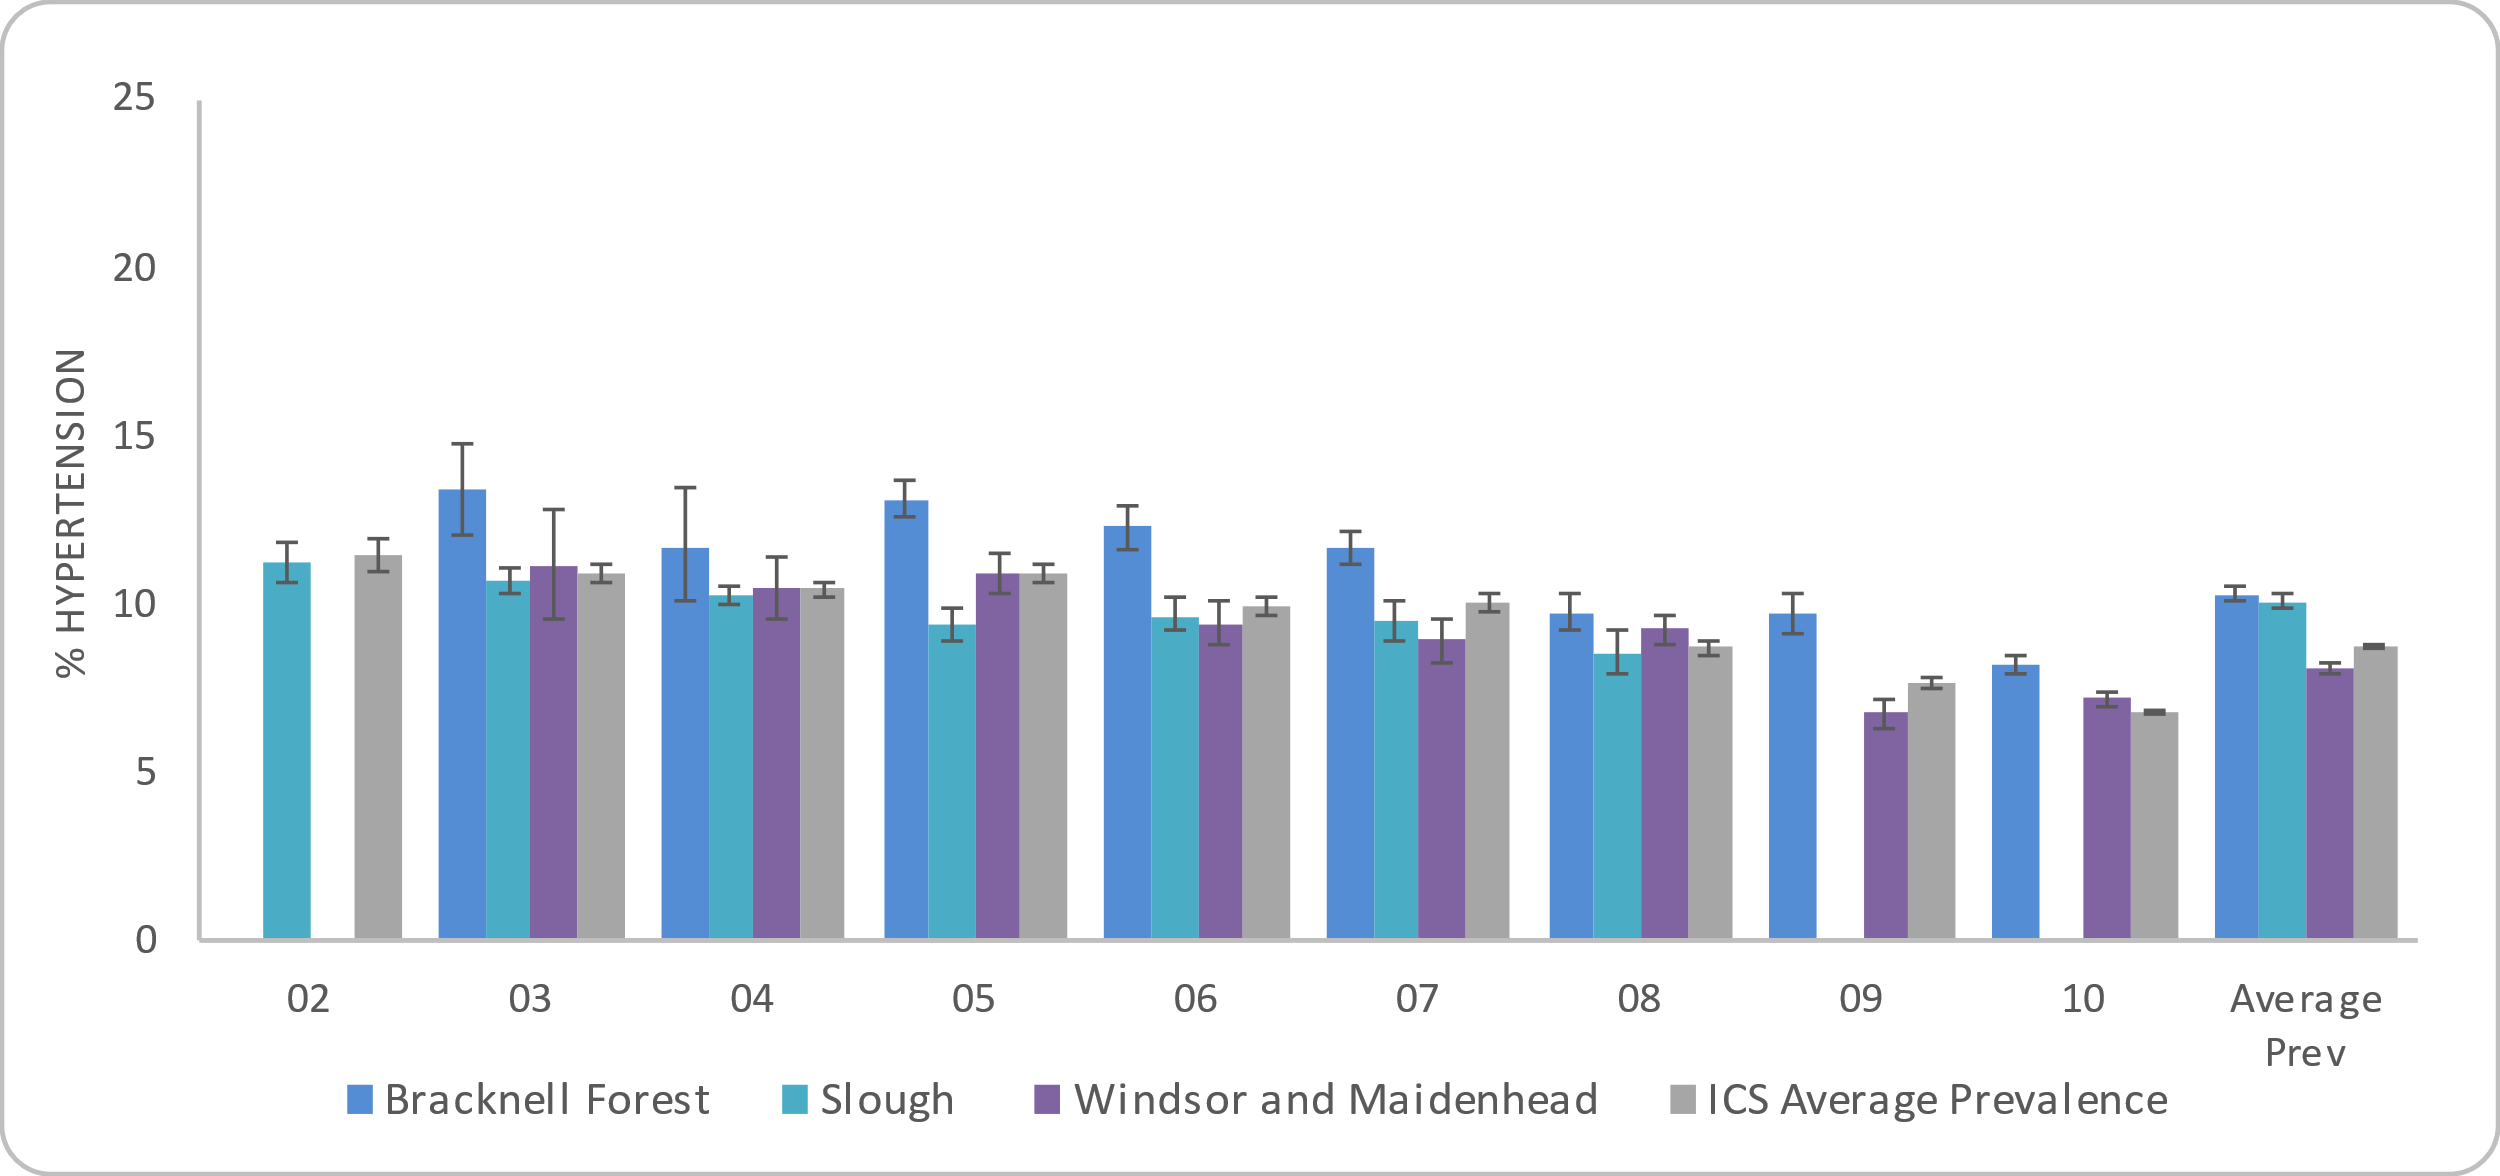 25
20
15
10
5
0
% HYPERTENSION
02
03
04
05
06
07
08
09
10
Average
Prev
Bracknell Forest
Slough
Windsor and Maidenhead
ICS Average Prevalence